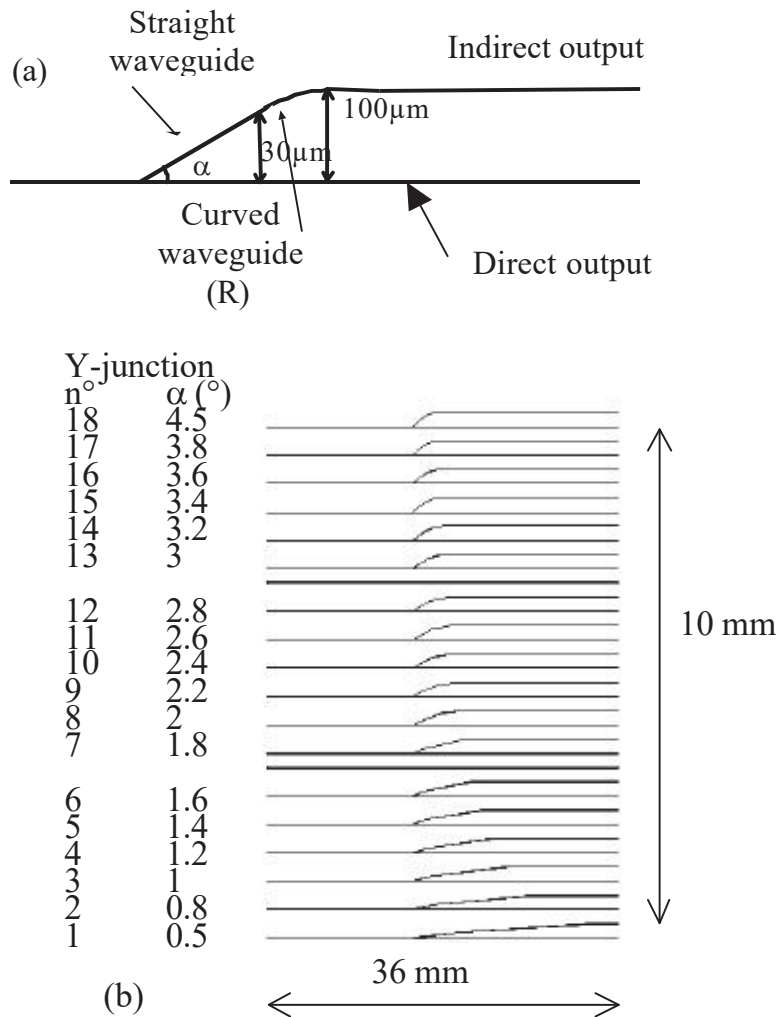 (a)
Straight
waveguide
Indirect output
100µm
30µm
α
Curved
waveguide
(R)
Direct output
Y-junction
n° α (°)
18 4.5
17 3.8
16 3.6
15 3.4
14 3.2
13 3
12 2.8
11 2.6
10 2.4
9 2.2
8 2
7 1.8
6 1.6
5 1.4
4 1.2
3 1
2 0.8
1 0.5
10 mm
36 mm
(b)